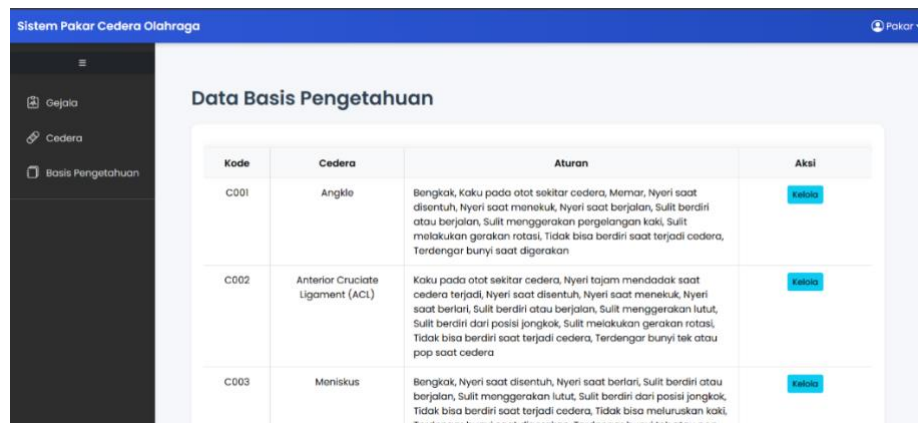 Sistem Pakar Cedera Olahraga
Pakar
Gejala
Cedera
Basis Pengetahuan
Data Basis Pengetahuan
Kode Cedera Aturan Aksi
C001 Angkle Bengkak, Kaku pada otot sekitar cedera, Memar, Nyeri saat Kelola
disentuh, Nyeri saat menekuk, Nyeri saat berjalan, Sulit berdiri
atau berjalan, Sulit menggerakan pergelangan kaki, Sulit
melakukan gerakan rotasi, Tidak bisa berdiri saat terjadi cedera,
Terdengar bunyi saat digerakan
C002 Anterior Cruciate Kaku pada otot sekitar cedera, Nyeri tajam mendadak saat Kelola
Ligament (ACL) cedera terjadi, Nyeri saat disentuh, Nyeri saat menekuk, Nyeri
saat berlari, Sulit berdiri atau berjalan, Sulit menggerakan lutut,
Sulit berdiri dari posisi jongkok, Sulit melakukan gerakan rotasi,
Tidak bisa berdiri saat terjadi cedera, Terdengar bunyi tek atau
pop saat cedera
C003 Meniskus Bengkak, Nyeri saat disentuh, Nyeri saat berlari, Sulit berdiri atau Kelola
berjalan, Sulit menggerakan lutut, Sulit berdiri dari posisi jongkok,
Tidak bisa berdiri saat terjadi cedera, Tidak bisa meluruskan kaki,